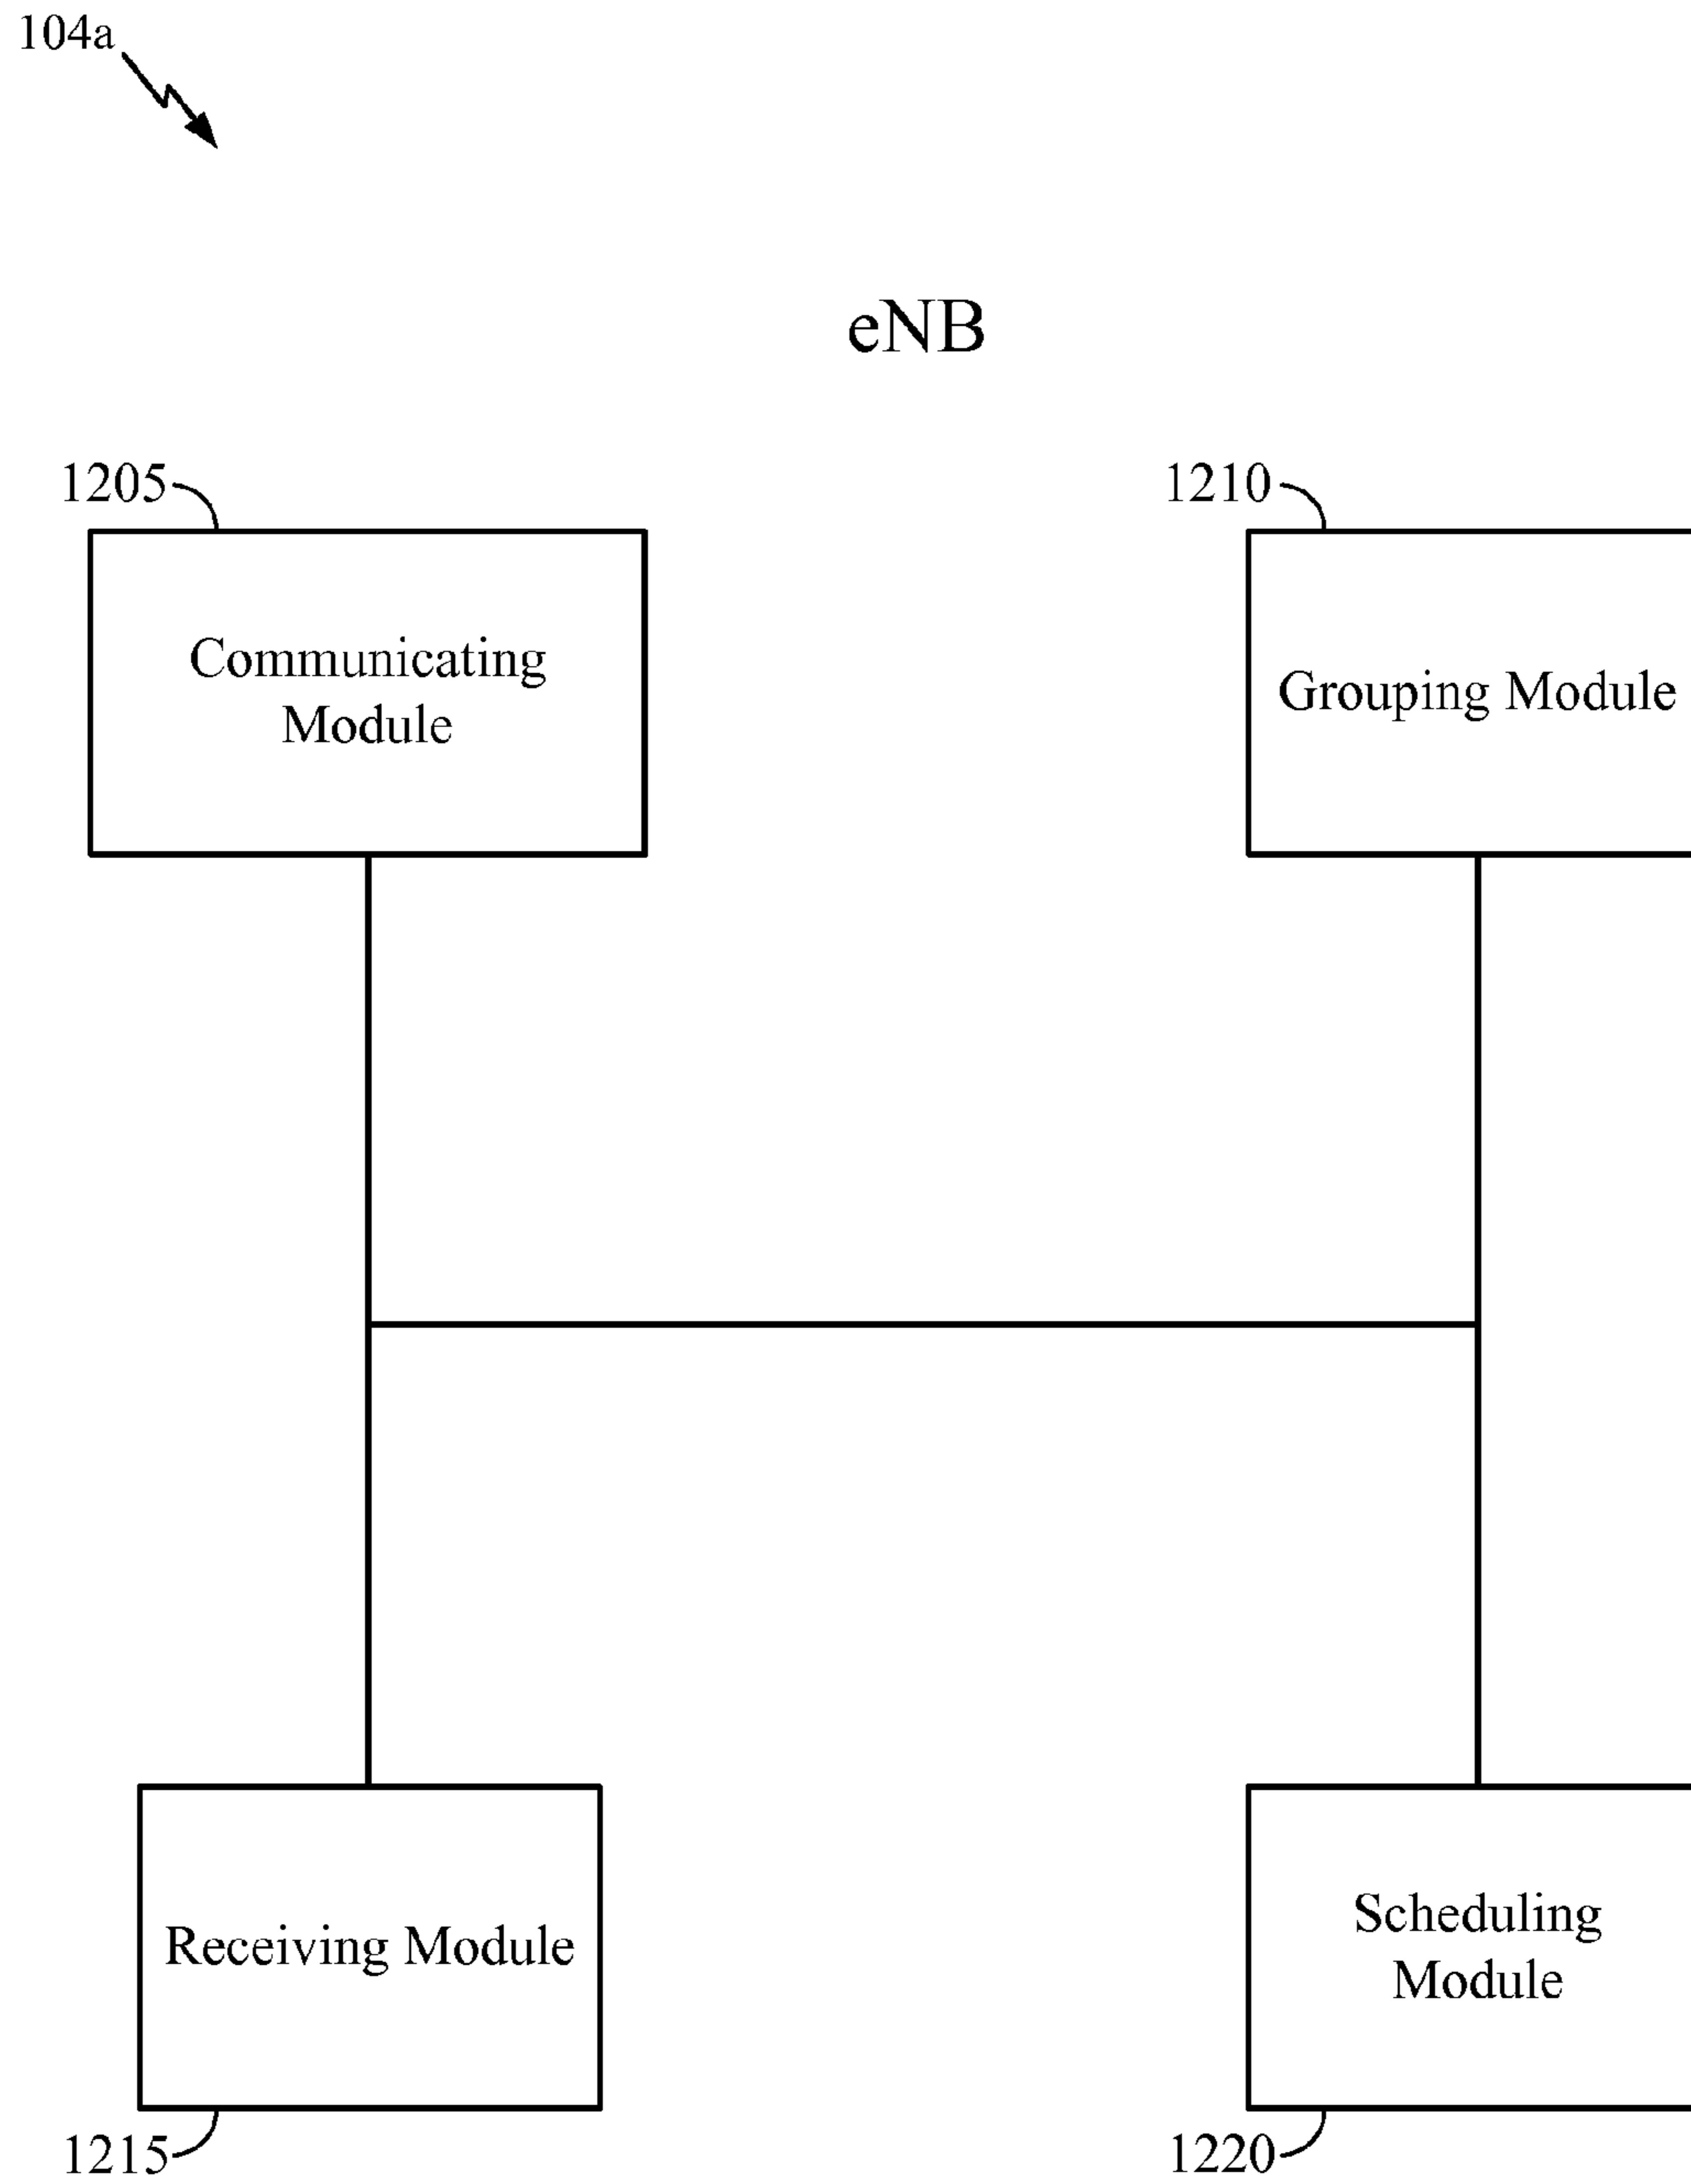 104a
eNB
1205
1210
Communicating
Module
Grouping Module
Receiving Module
Scheduling
Module
1215
1220